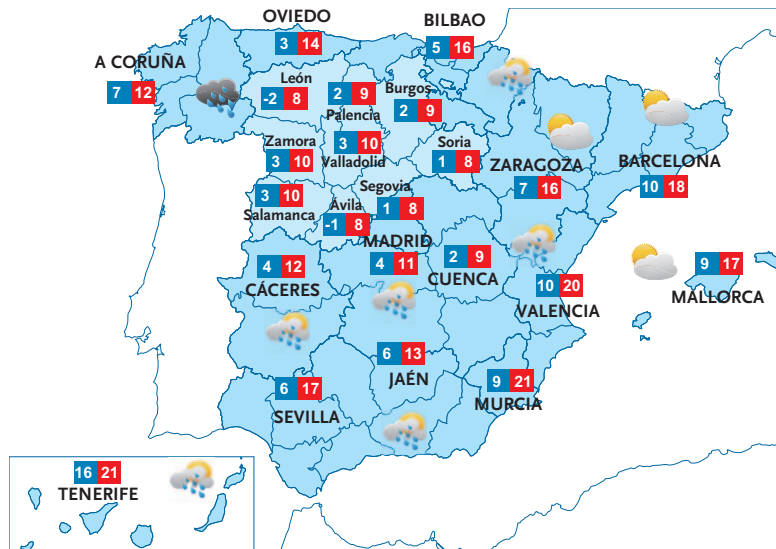 OVIEDO
3 14
BILBAO
5 16
A CORUÑA
7 12
León
-2 8
2 9
Palencia
Burgos
2 9
Zamora
3 10
3 10
Valladolid
Soria
1 8
ZARAGOZA
7 16
BARCELONA
10 18
3 10
Salamanca
Ávila
-1 8
Segovia
1 8
MADRID
4 11
2 9
CUENCA
4 12
CÁCERES
10 20
VALENCIA
9 17
MALLORCA
6 13
JAÉN
6 17
SEVILLA
9 21
MURCIA
16 21
TENERIFE